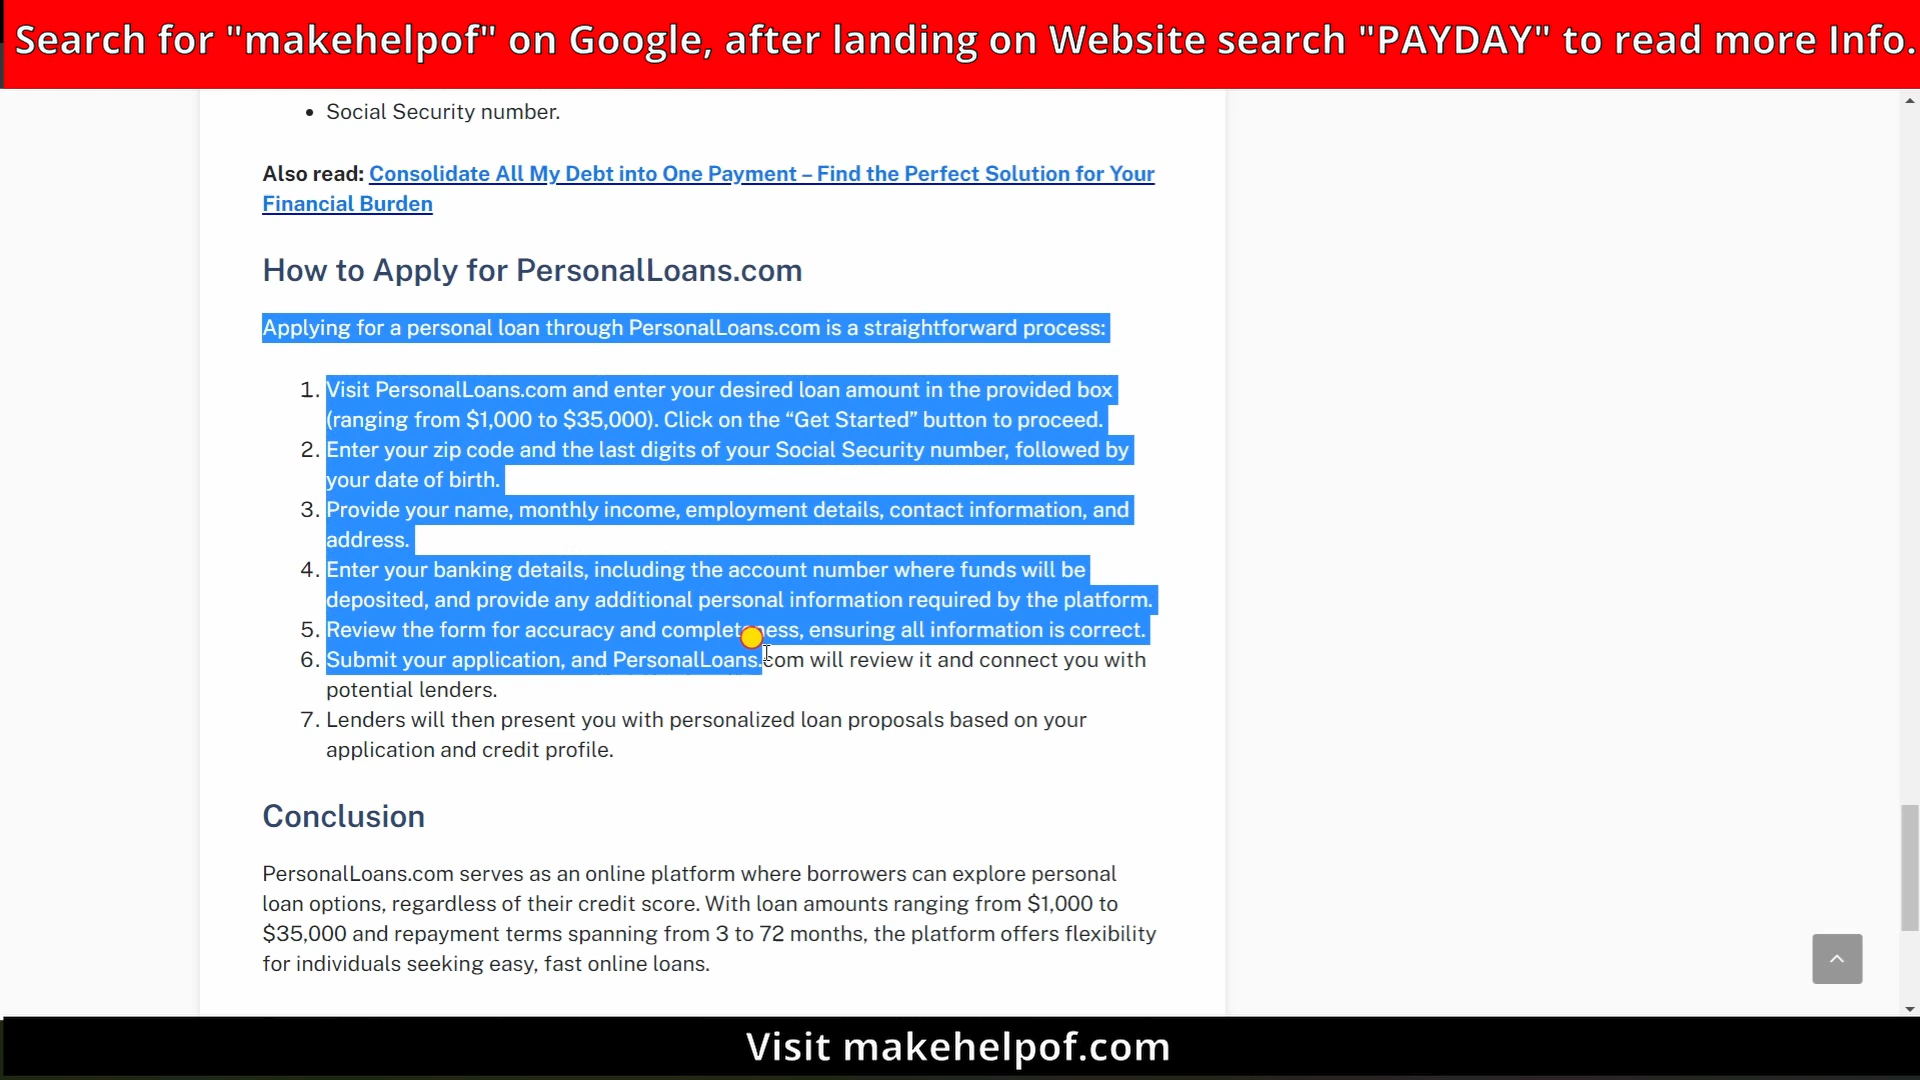 Search for "makehelpof" on Google, after landing on Website search "PAYDAY" to read more Info.
• Social Security number.
Also read: Consolidate All My Debt into One Payment – Find the Perfect Solution for Your
Financial Burden
How to Apply for PersonalLoans.com
Applying for a personal loan through PersonalLoans.com is a straightforward process:
1. Visit PersonalLoans.com and enter your desired loan amount in the provided box
(ranging from $1,000 to $35,000). Click on the “Get Started” button to proceed.
2. Enter your zip code and the last digits of your Social Security number, followed by
your date of birth.
3. Provide your name, monthly income, employment details, contact information, and
address.
4. Enter your banking details, including the account number where funds will be
deposited, and provide any additional personal information required by the platform.
5. Review the form for accuracy and completeness, ensuring all information is correct.
6. Submit your application, and PersonalLoans.com will review it and connect you with
potential lenders.
7. Lenders will then present you with personalized loan proposals based on your
application and credit profile.
Conclusion
PersonalLoans.com serves as an online platform where borrowers can explore personal
loan options, regardless of their credit score. With loan amounts ranging from $1,000 to
$35,000 and repayment terms spanning from 3 to 72 months, the platform offers flexibility
for individuals seeking easy, fast online loans.
Visit makehelpof.com